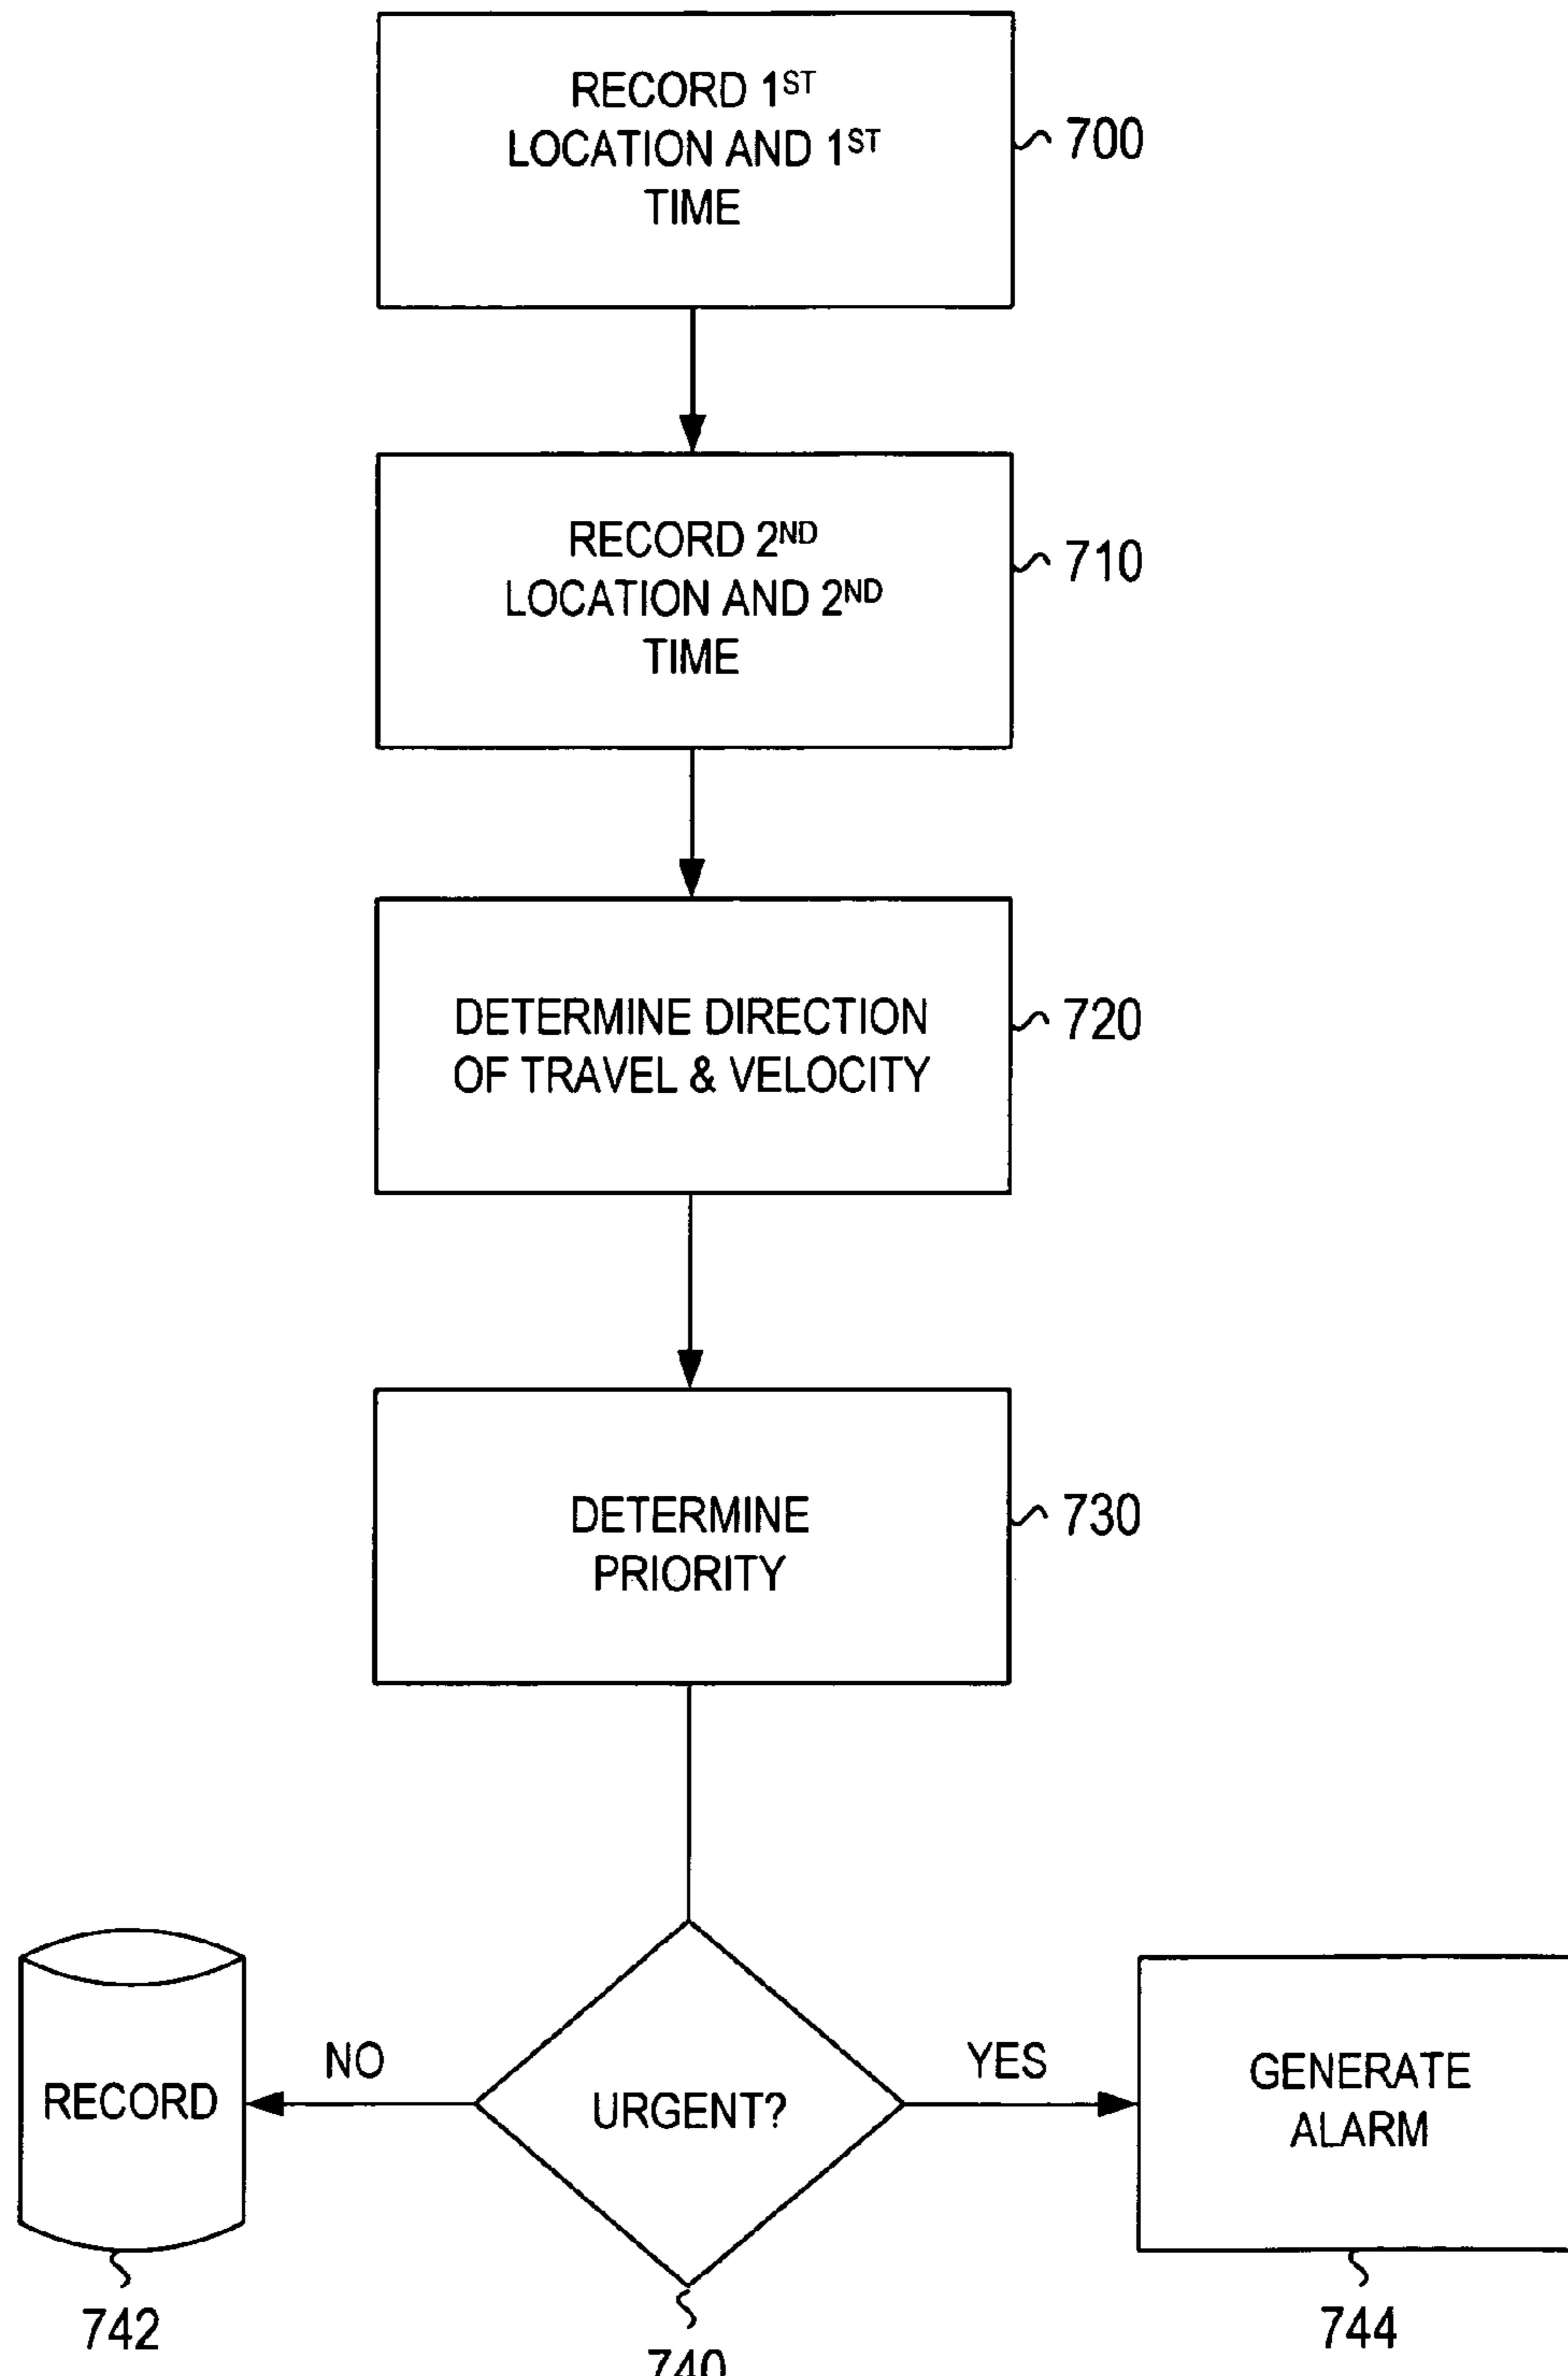 RECORD 1ST
LOCATION AND 1ST
TIME
700
RECORD 2ND
LOCATION AND 2ND
TIME
710
DETERMINE DIRECTION
OF TRAVEL & VELOCITY
720
DETERMINE
PRIORITY
730
RECORD
NO
URGENT?
YES
GENERATE
ALARM
742
740
744